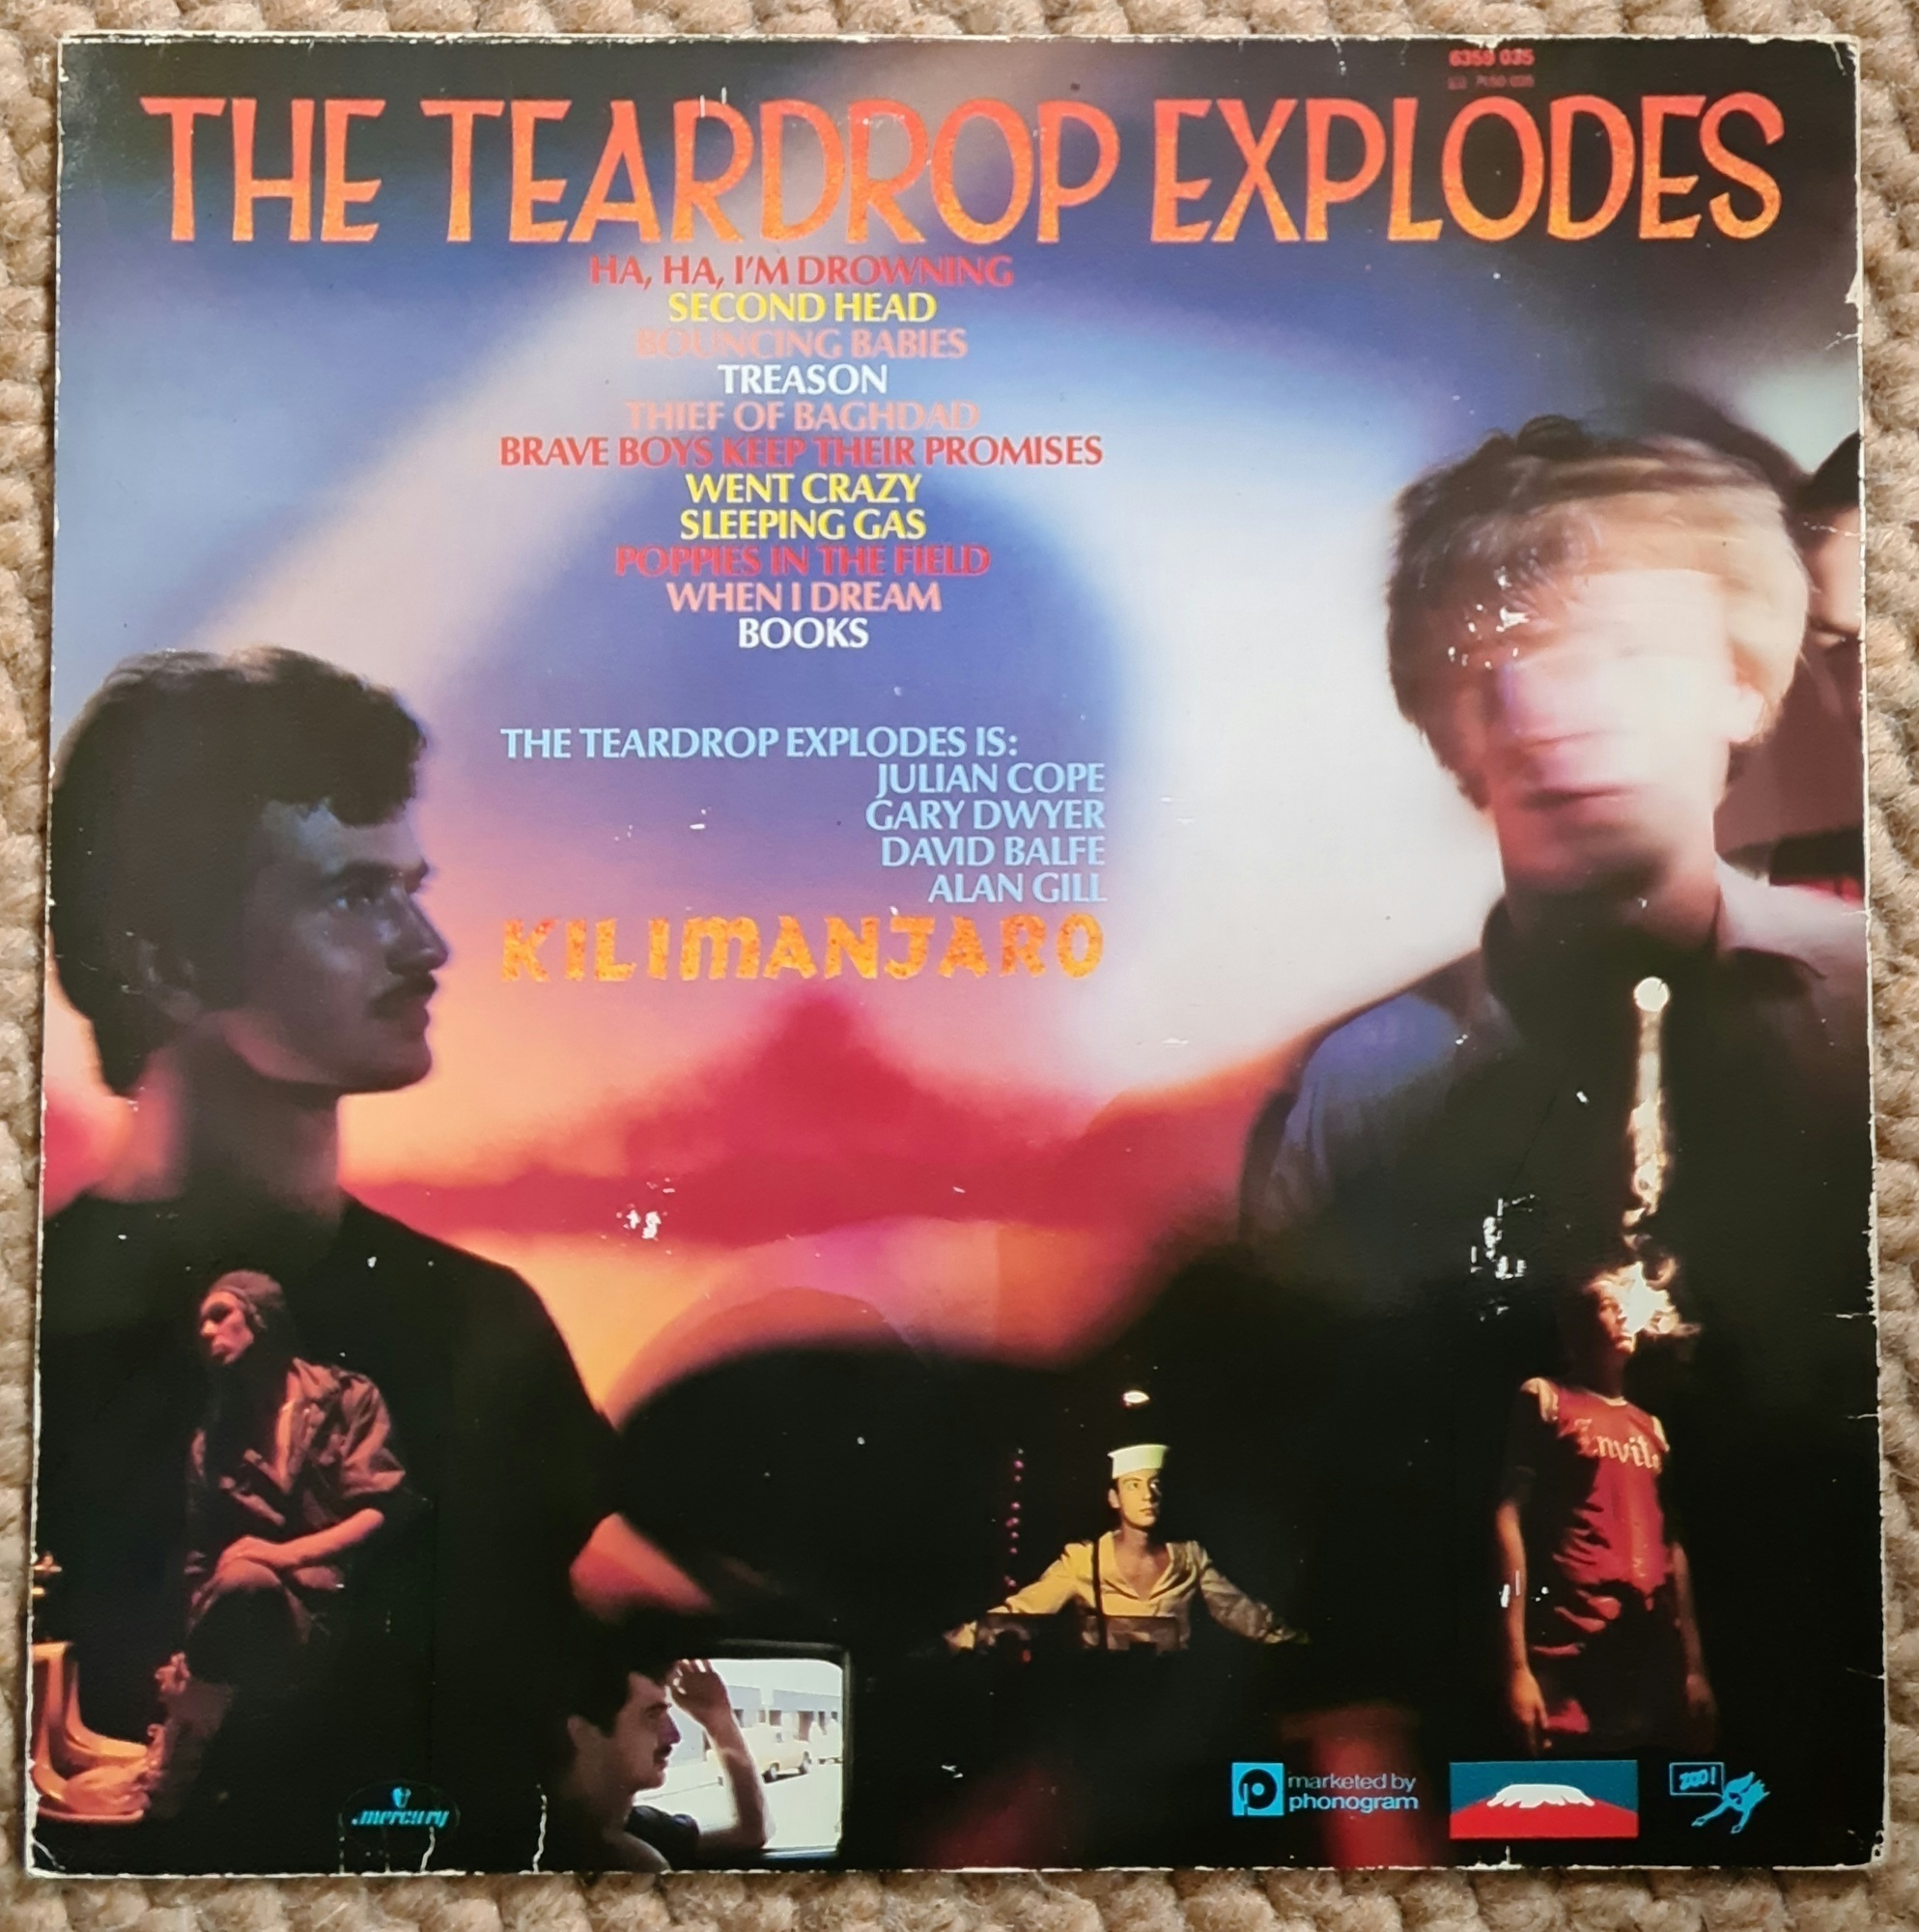 6359 035
THE TEARDROP EXPLODES
HA, HA, I'M DROWNING
SECOND HEAD
BOUNCING BABIES
TREASON
THIEF OF BAGHDAD
BRAVE BOYS KEEP THEIR PROMISES
WENT CRAZY
SLEEPING GAS
POPPIES IN THE FIELD
WHEN I DREAM
BOOKS
THE TEARDROP EXPLODES IS:
JULIAN COPE
GARY DWYER
DAVID BALFE
ALAN GILL
KILIMANJARO
mercury
marketed by
phonogram
ZOO!